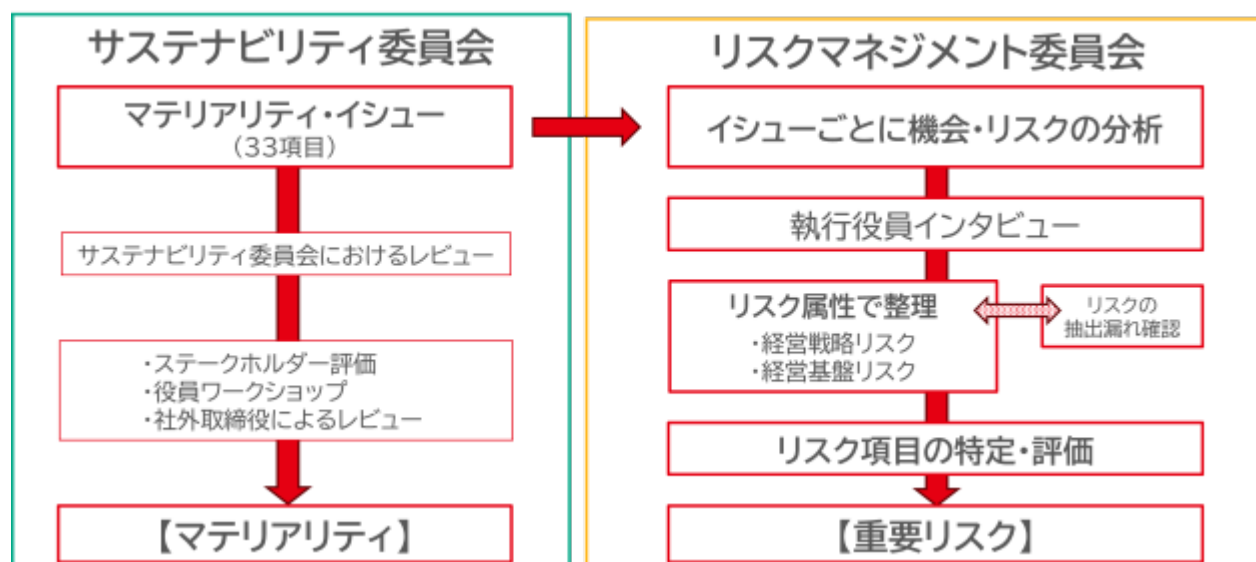 サステナビリティ委員会
マテリアリティ・イシュー
（33項目）
サステナビリティ委員会におけるレビュー
・ステークホルダー評価
・役員ワークショップ
・社外取締役によるレビュー
【マテリアリティ】
リスクマネジメント委員会
イシューごとに機会・リスクの分析
執行役員インタビュー
リスク属性で整理
・経営戦略リスク
・経営基盤リスク
リスクの
抽出漏れ確認
リスク項目の特定・評価
【重要リスク】